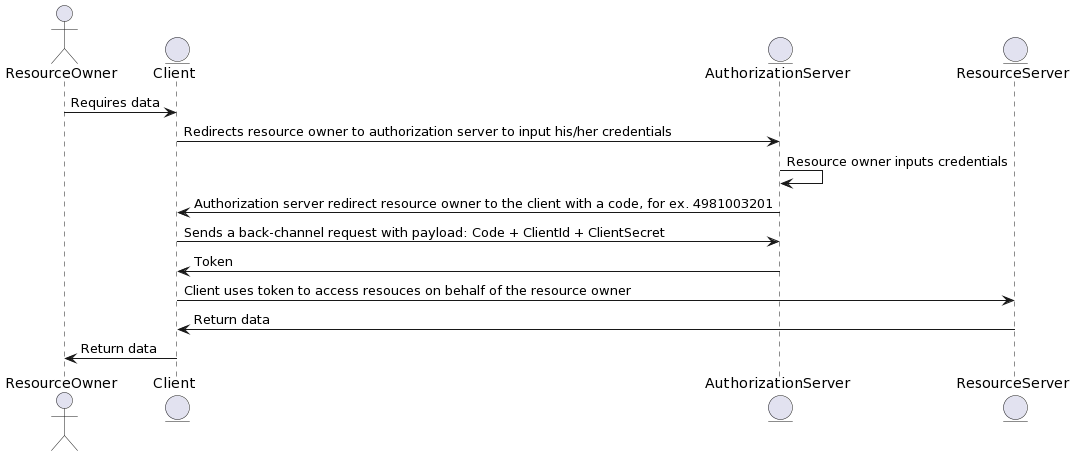 ResourceOwner
Client
AuthorizationServer
ResourceServer
Requires data
Redirects resource owner to authorization server to input his/her credentials
Resource owner inputs credentials
Authorization server redirect resource owner to the client with a code, for ex. 4981003201
Sends a back-channel request with payload: Code + ClientId + ClientSecret
Token
Client uses token to access resouces on behalf of the resource owner
Return data
Return data
ResourceOwner
Client
AuthorizationServer
ResourceServer